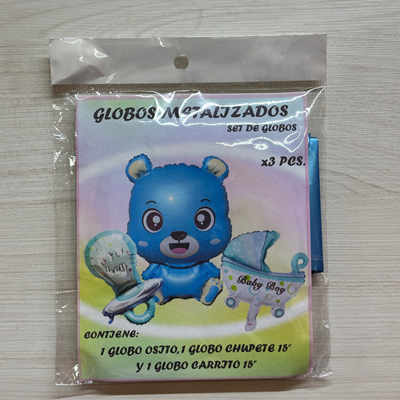 GLOBOS METALIZADOS
SET DE GLOBOS
x3 PCS.
Baby Boy
CONTIENE:
1 GLOBO OSITO, 1 GLOBO CHUPETE 15"
Y 1 GLOBO CARRITO 15"